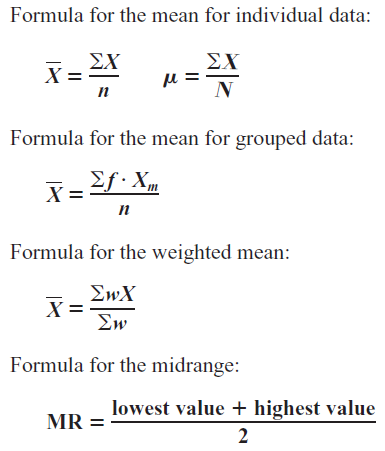 Formula for the mean for individual data:
X̄ = ΣX / n    μ = ΣX / N
Formula for the mean for grouped data:
X̄ = Σf · Xₘ / n
Formula for the weighted mean:
X̄ = ΣwX / Σw
Formula for the midrange:
MR = lowest value + highest value / 2